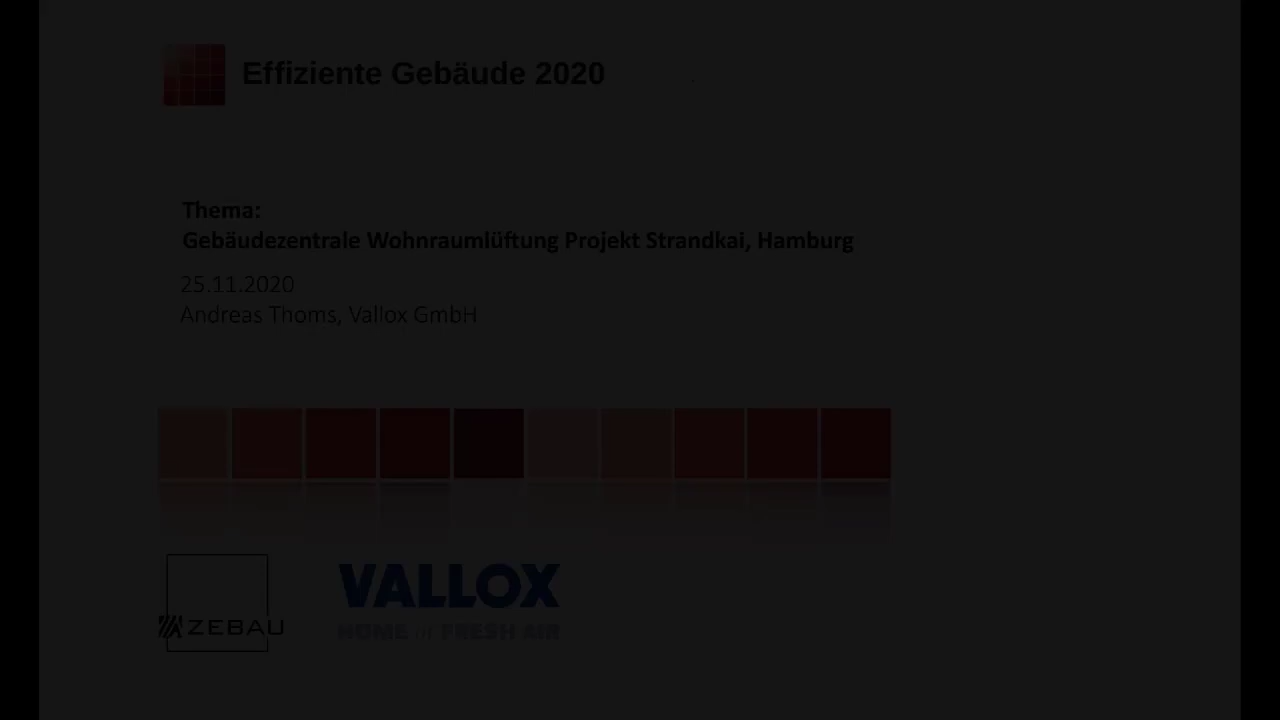 Effiziente Gebäude 2020
Thema:
Gebäudezentrale Wohnraumlüftung Projekt Strandkai, Hamburg
25.11.2020
Andreas Thoms, Vallox GmbH
ZEBAU
VALLOX
HOME of FRESH AIR